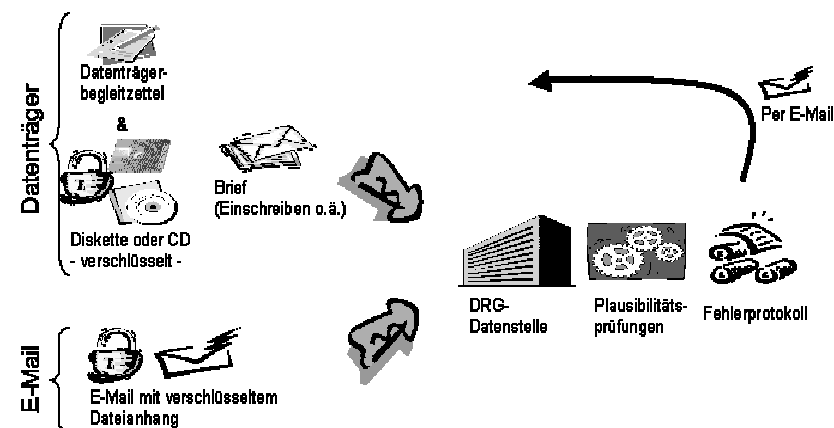 Datenträger
Datenträger-
begleitzettel
&
Diskette oder CD
- verschlüsselt -
Brief
(Einschreiben o.ä.)
Per E-Mail
DRG-
Datenstelle
Plausibilitäts-
prüfungen
Fehlerprotokoll
E-Mail
E-Mail mit verschlüsseltem
Dateianhang